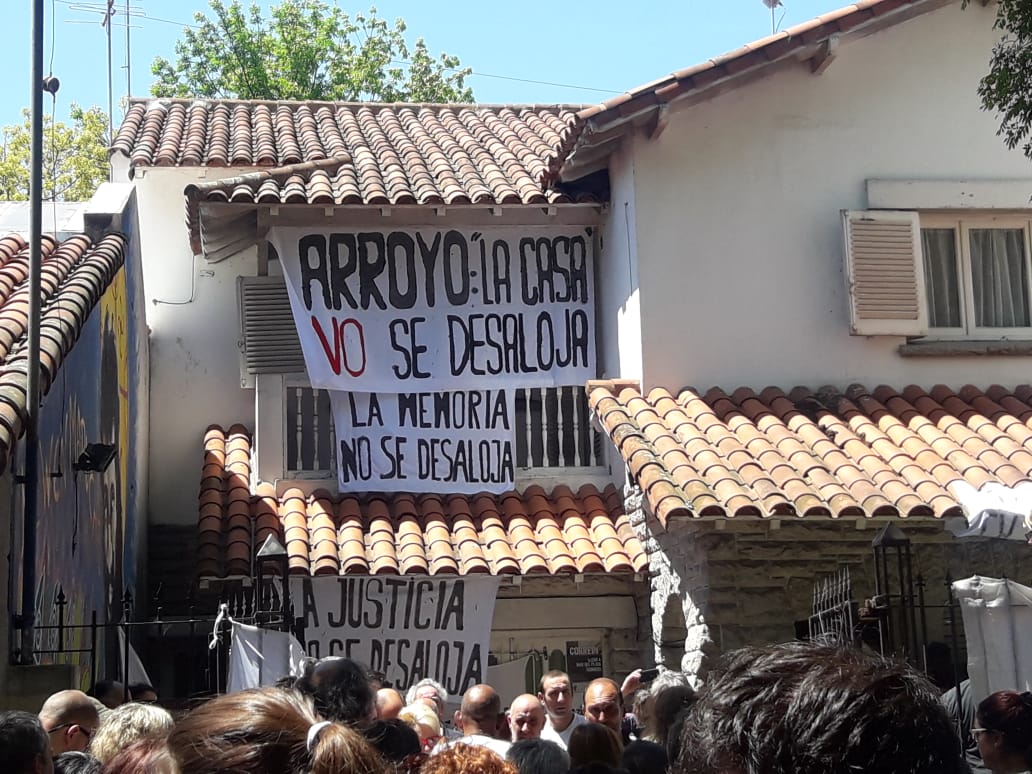 ARROYO: "LA CASA"
NO SE DESALOJA
LA MEMORIA
NO SE DESALOJA
LA JUSTICIA
NO SE DESALOJA